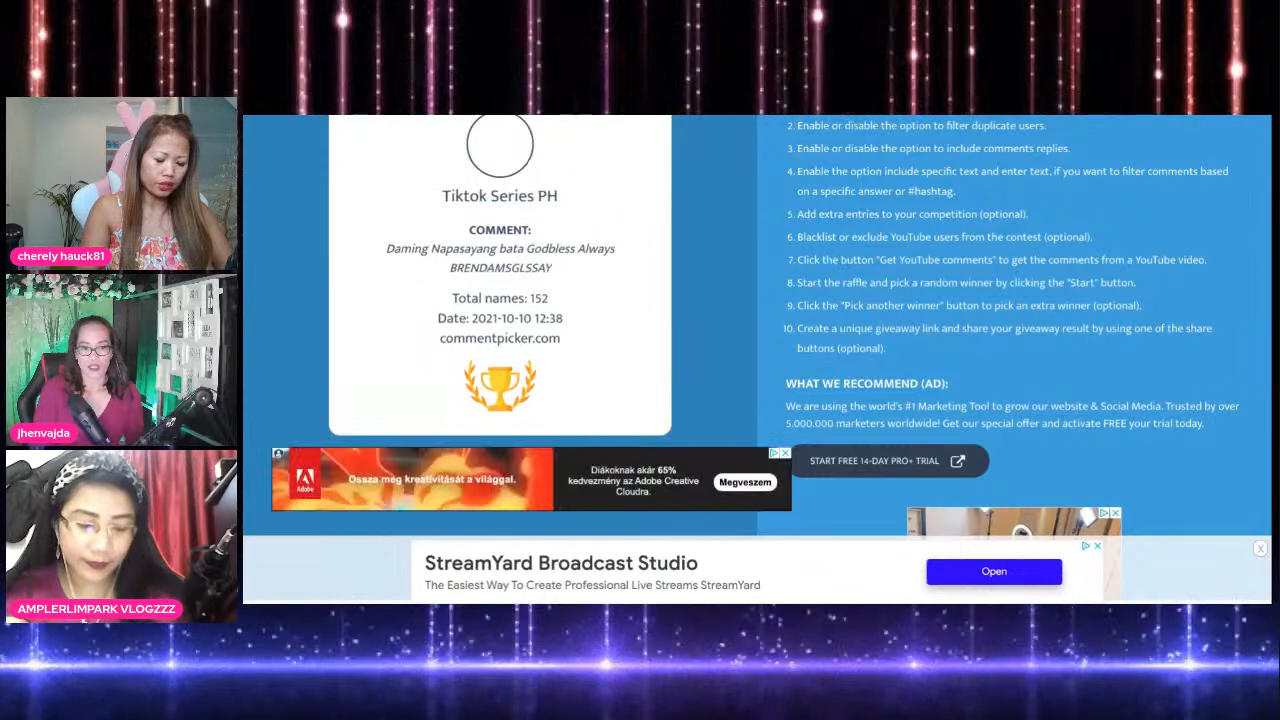 cherely hauck81
jhenvajda
AMPLERLIMPARK VLOGZZZ
Tiktok Series PH
COMMENT:
Daming Napasayang bata Godbless Always
BRENDAMSGLSSAY
Total names: 152
Date: 2021-10-10 12:38
commentpicker.com
2. Enable or disable the option to filter duplicate users.
3. Enable or disable the option to include comments replies.
4. Enable the option include specific text and enter text, if you want to filter comments based
on a specific answer or #hashtag.
5. Add extra entries to your competition (optional).
6. Blacklist or exclude YouTube users from the contest (optional).
7. Click the button "Get YouTube comments" to get the comments from a YouTube video.
8. Start the raffle and pick a random winner by clicking the "Start" button.
9. Click the "Pick another winner" button to pick an extra winner (optional).
10. Create a unique giveaway link and share your giveaway result by using one of the share
buttons (optional).
WHAT WE RECOMMEND (AD):
We are using the world's #1 Marketing Tool to grow our website & Social Media. Trusted by over
5.000.000 marketers worldwide! Get our special offer and activate FREE your trial today.
START FREE 14-DAY PRO+ TRIAL
Adobe
Ossza meg kreativitását a világgal.
Diákoknak akár 65%
kedvezmény az Adobe Creative
Cloudra.
Megveszem
StreamYard Broadcast Studio
The Easiest Way To Create Professional Live Streams StreamYard
Open
X